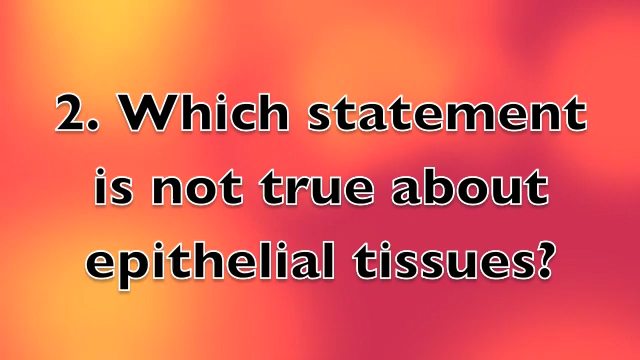 2. Which statement
is not true about
epithelial tissues?